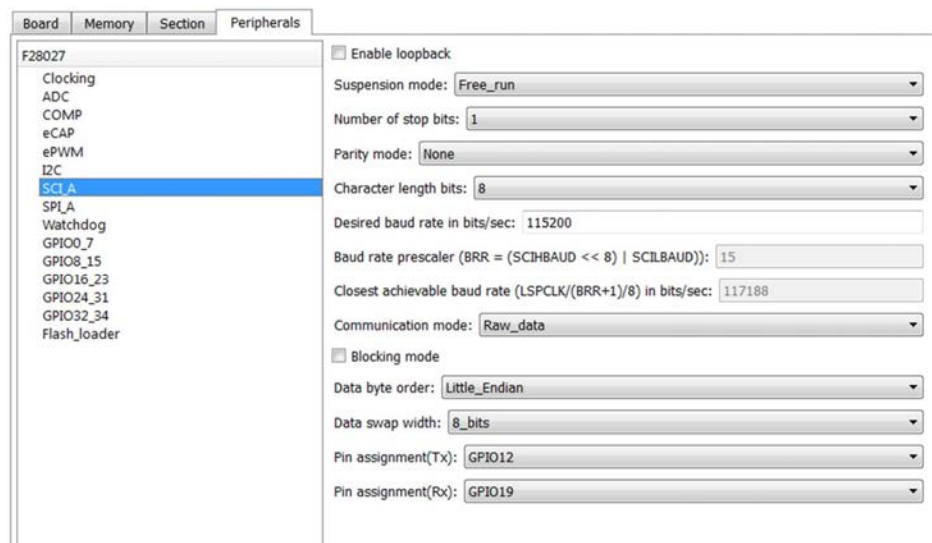 Board Memory Section Peripherals
F28027
Clocking
ADC
COMP
eCAP
ePWM
I2C
SCI_A
SPI_A
Watchdog
GPIO0_7
GPIO8_15
GPIO16_23
GPIO24_31
GPIO32_34
Flash_loader
Enable loopback
Suspension mode: Free_run
Number of stop bits: 1
Parity mode: None
Character length bits: 8
Desired baud rate in bits/sec: 115200
Baud rate prescaler (BRR = (SCIHBAUD << 8) | SCILBAUD)): 15
Closest achievable baud rate (LSPCLK/(BRR+1)/8) in bits/sec: 117188
Communication mode: Raw_data
Blocking mode
Data byte order: Little_Endian
Data swap width: 8_bits
Pin assignment(Tx): GPIO12
Pin assignment(Rx): GPIO19